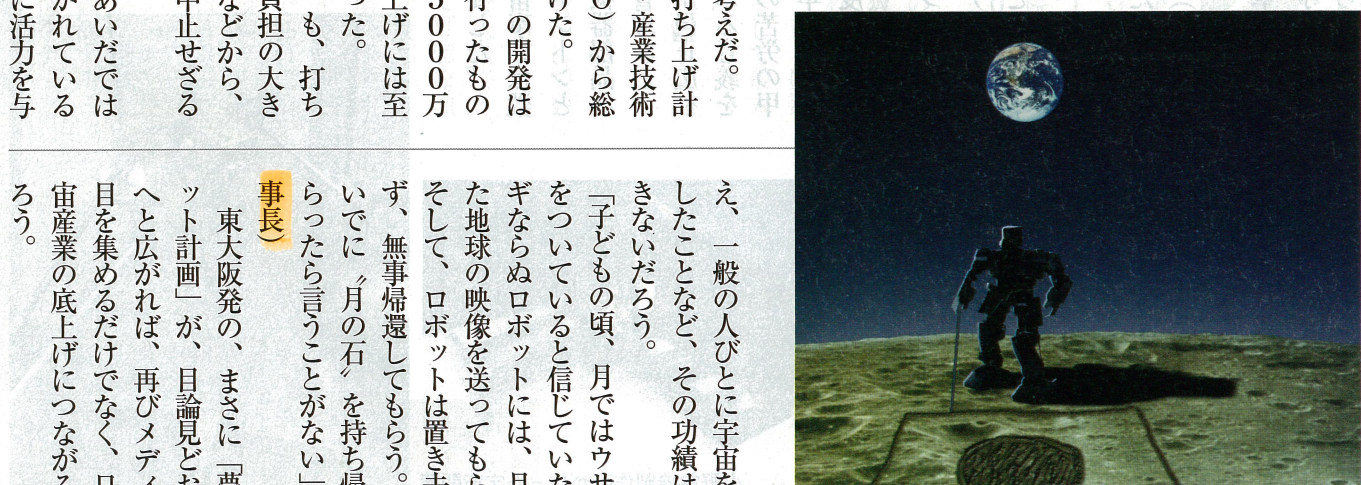 考えだ。
打ち上げ計
産業技術
O）から総
けた。
の開発は
行ったもの
000万
上げには至
った。
も、打ち
負担の大き
などから、
中止せざる
あいだでは
かれている
に活力を与
え、一般の人びとに宇宙を
したことなど、その功績は
きないだろう。
「子どもの頃、月ではウサ
をついていると信じていた
ギならぬロボットには、月
た地球の映像を送ってもら
そして、ロボットは置き去
ず、無事帰還してもらう。
いでに〝月の石〟を持ち帰
らったら言うことがない」
事長）
東大阪発の、まさに「夢
ット計画」が、目論見どお
へと広がれば、再びメディ
目を集めるだけでなく、日
宙産業の底上げにつながる
ろう。